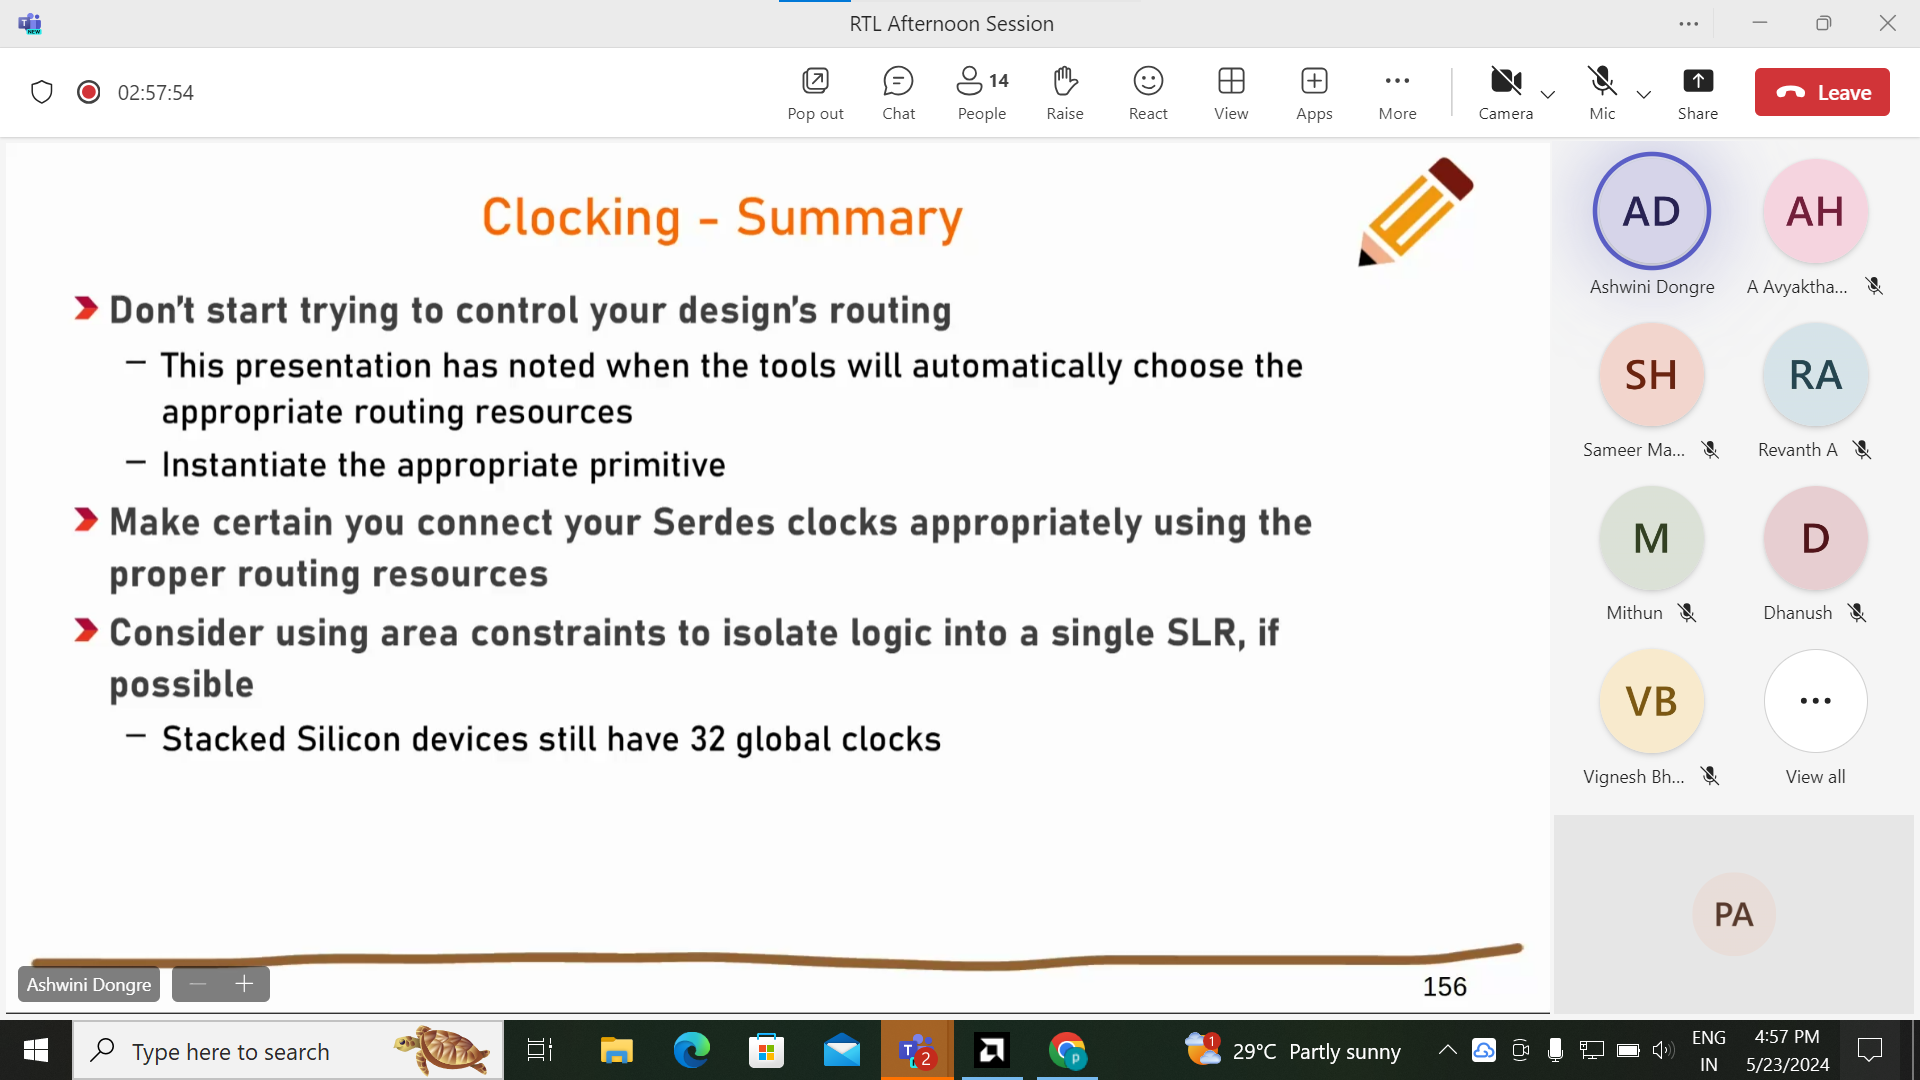 RTL Afternoon Session
NEW
02:57:54
Pop out
Chat
14
People
Raise
React
View
Apps
More
Camera
Mic
Share
Leave
Clocking - Summary
Don't start trying to control your design's routing
– This presentation has noted when the tools will automatically choose the
appropriate routing resources
– Instantiate the appropriate primitive
Make certain you connect your Serdes clocks appropriately using the
proper routing resources
Consider using area constraints to isolate logic into a single SLR, if
possible
– Stacked Silicon devices still have 32 global clocks
156
Ashwini Dongre
AD
Ashwini Dongre
AH
A Avyaktha...
SH
Sameer Ma...
RA
Revanth A
M
Mithun
D
Dhanush
VB
Vignesh Bh...
View all
PA
Type here to search
T
2
p
1
29°C Partly sunny
ENG
IN
4:57 PM
5/23/2024